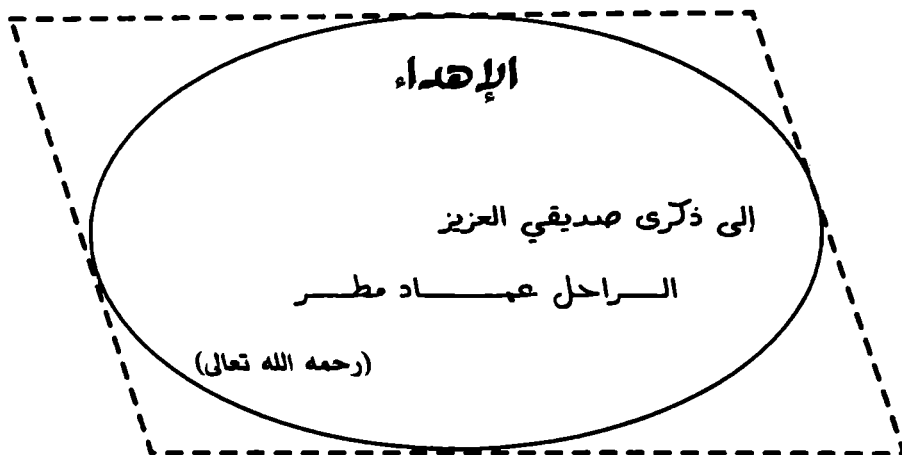 الإهداء
إلى ذكرى صديقي العزيز
الراحل عماد مطر
(رحمه الله تعالى)